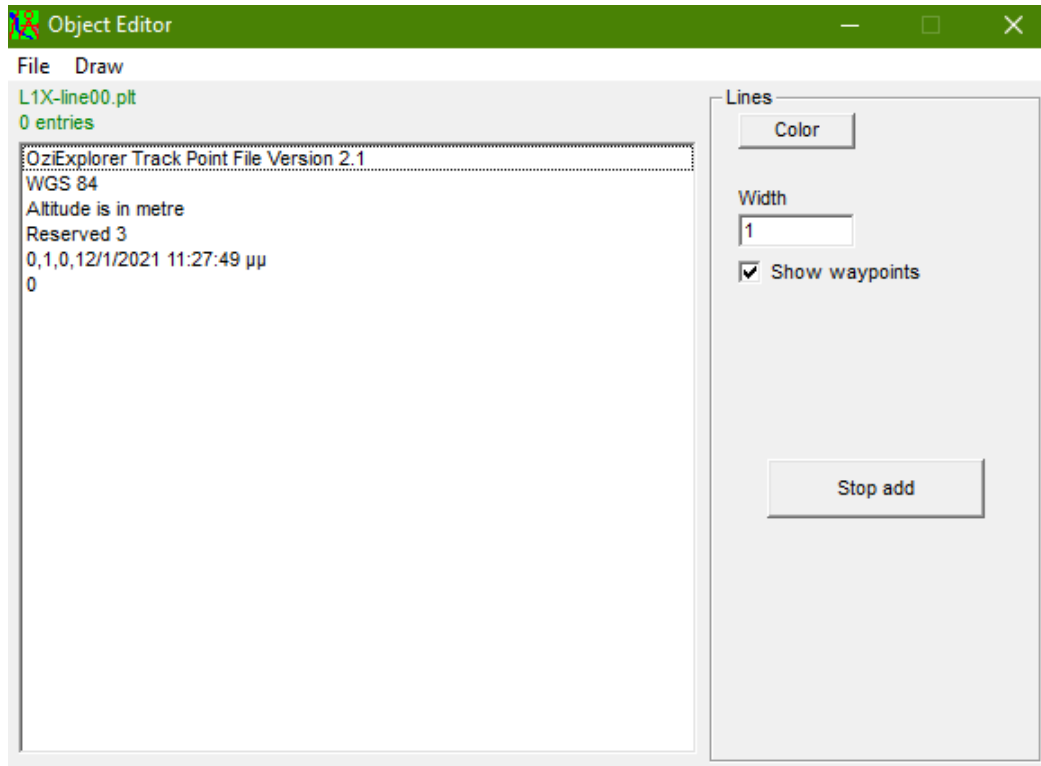 Object Editor
File Draw
L1X-line00.plt
0 entries
OziExplorer Track Point File Version 2.1
WGS 84
Altitude is in metre
Reserved 3
0,1,0,12/1/2021 11:27:49 μμ
0
Lines
Color
Width
1
Show waypoints
Stop add